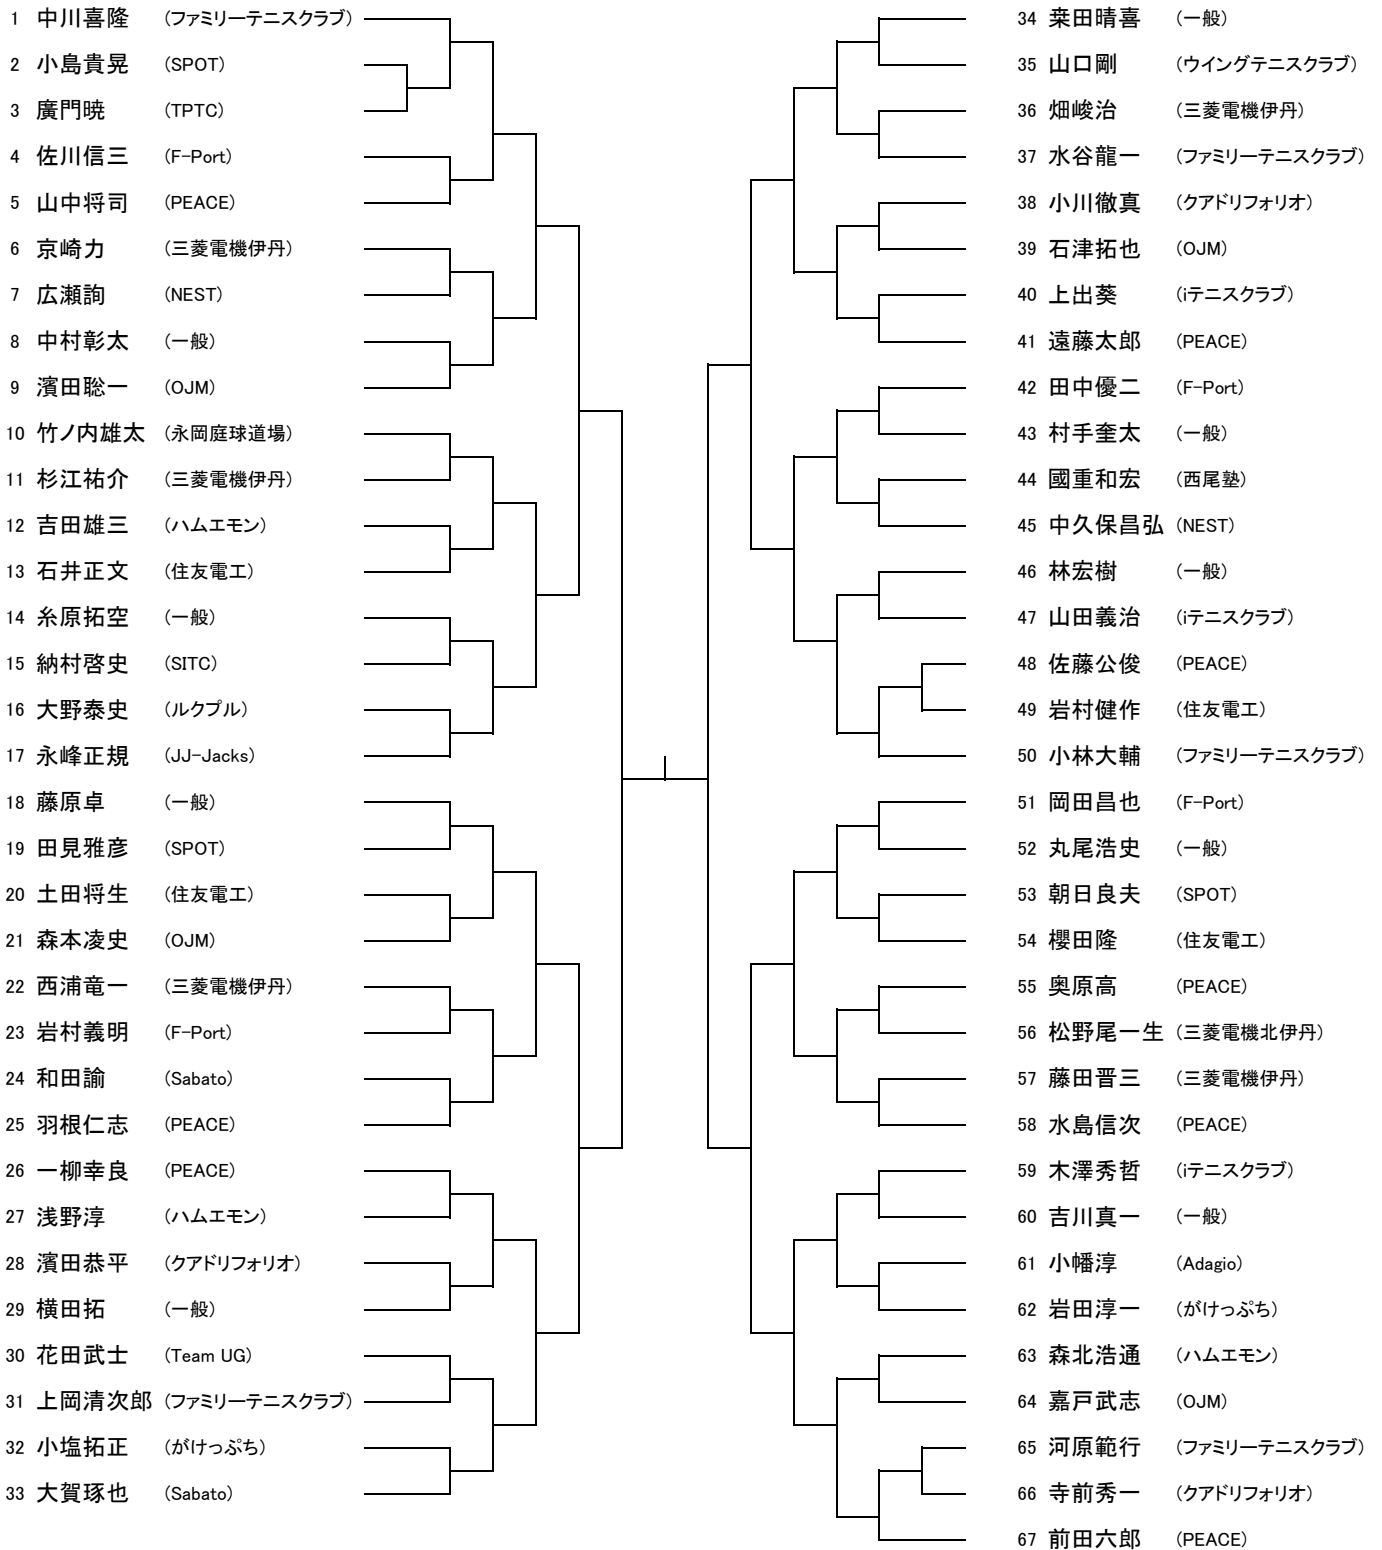 1 中川喜隆 (ファミリーテニスクラブ)
2 小島貴晃 (SPOT)
3 廣門暁 (TPTC)
4 佐川信三 (F-Port)
5 山中将司 (PEACE)
6 京崎力 (三菱電機伊丹)
7 広瀬詢 (NEST)
8 中村彰太 (一般)
9 濱田聡一 (OJM)
10 竹ノ内雄太 (永岡庭球道場)
11 杉江祐介 (三菱電機伊丹)
12 吉田雄三 (ハムエモン)
13 石井正文 (住友電工)
14 糸原拓空 (一般)
15 納村啓史 (SITC)
16 大野泰史 (ルクプル)
17 永峰正規 (JJ-Jacks)
18 藤原卓 (一般)
19 田見雅彦 (SPOT)
20 土田将生 (住友電工)
21 森本凌史 (OJM)
22 西浦竜一 (三菱電機伊丹)
23 岩村義明 (F-Port)
24 和田諭 (Sabato)
25 羽根仁志 (PEACE)
26 一柳幸良 (PEACE)
27 浅野淳 (ハムエモン)
28 濱田恭平 (クアドリフォリオ)
29 横田拓 (一般)
30 花田武士 (Team UG)
31 上岡清次郎 (ファミリーテニスクラブ)
32 小塩拓正 (がけっぷち)
33 大賀琢也 (Sabato)
34 桒田晴喜 (一般)
35 山口剛 (ウイングテニスクラブ)
36 畑峻治 (三菱電機伊丹)
37 水谷龍一 (ファミリーテニスクラブ)
38 小川徹真 (クアドリフォリオ)
39 石津拓也 (OJM)
40 上出葵 (iテニスクラブ)
41 遠藤太郎 (PEACE)
42 田中優二 (F-Port)
43 村手奎太 (一般)
44 國重和宏 (西尾塾)
45 中久保昌弘 (NEST)
46 林宏樹 (一般)
47 山田義治 (iテニスクラブ)
48 佐藤公俊 (PEACE)
49 岩村健作 (住友電工)
50 小林大輔 (ファミリーテニスクラブ)
51 岡田昌也 (F-Port)
52 丸尾浩史 (一般)
53 朝日良夫 (SPOT)
54 櫻田隆 (住友電工)
55 奥原高 (PEACE)
56 松野尾一生 (三菱電機北伊丹)
57 藤田晋三 (三菱電機伊丹)
58 水島信次 (PEACE)
59 木澤秀哲 (iテニスクラブ)
60 吉川真一 (一般)
61 小幡淳 (Adagio)
62 岩田淳一 (がけっぷち)
63 森北浩通 (ハムエモン)
64 嘉戸武志 (OJM)
65 河原範行 (ファミリーテニスクラブ)
66 寺前秀一 (クアドリフォリオ)
67 前田六郎 (PEACE)